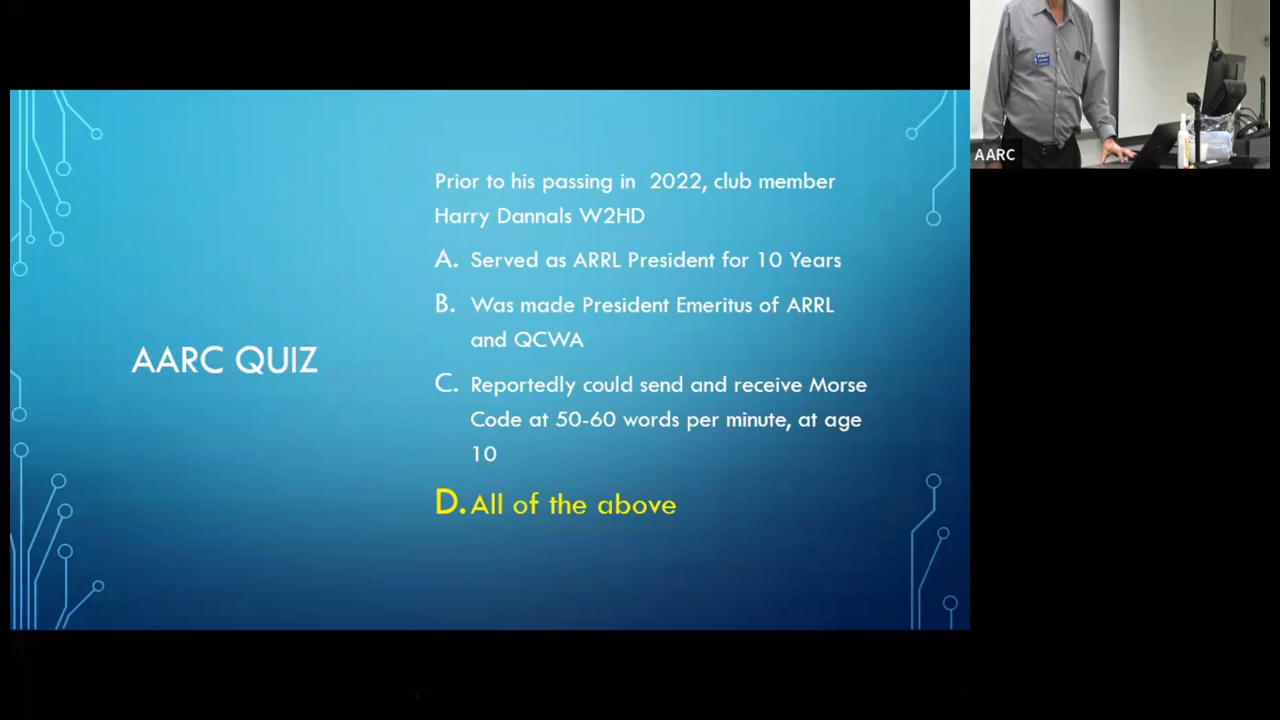 Prior to his passing in 2022, club member
Harry Dannals W2HD
A. Served as ARRL President for 10 Years
B. Was made President Emeritus of ARRL
and QCWA
AARC QUIZ
C. Reportedly could send and receive Morse
Code at 50-60 words per minute, at age
10
D. All of the above
AARC